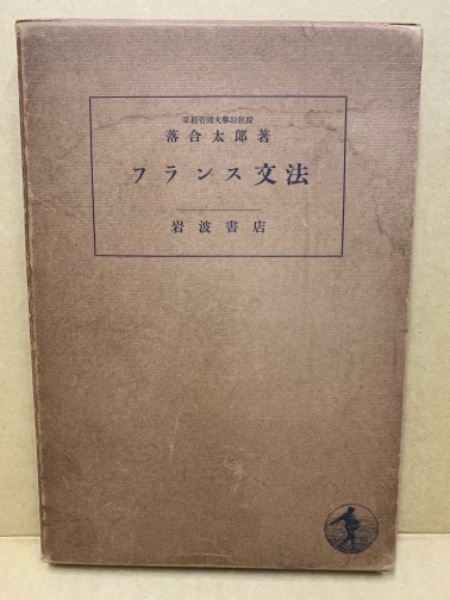 京都帝國大學助敎授
落合太郎著
フランス文法
岩波書店